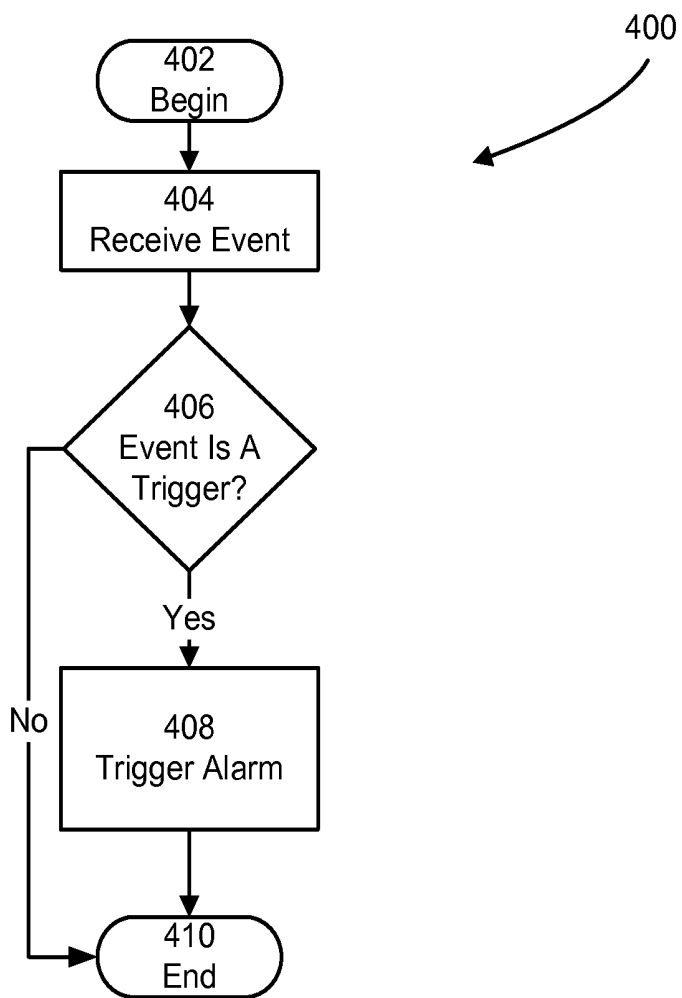 400
402
Begin
404
Receive Event
406
Event Is A
Trigger?
Yes
No
408
Trigger Alarm
410
End